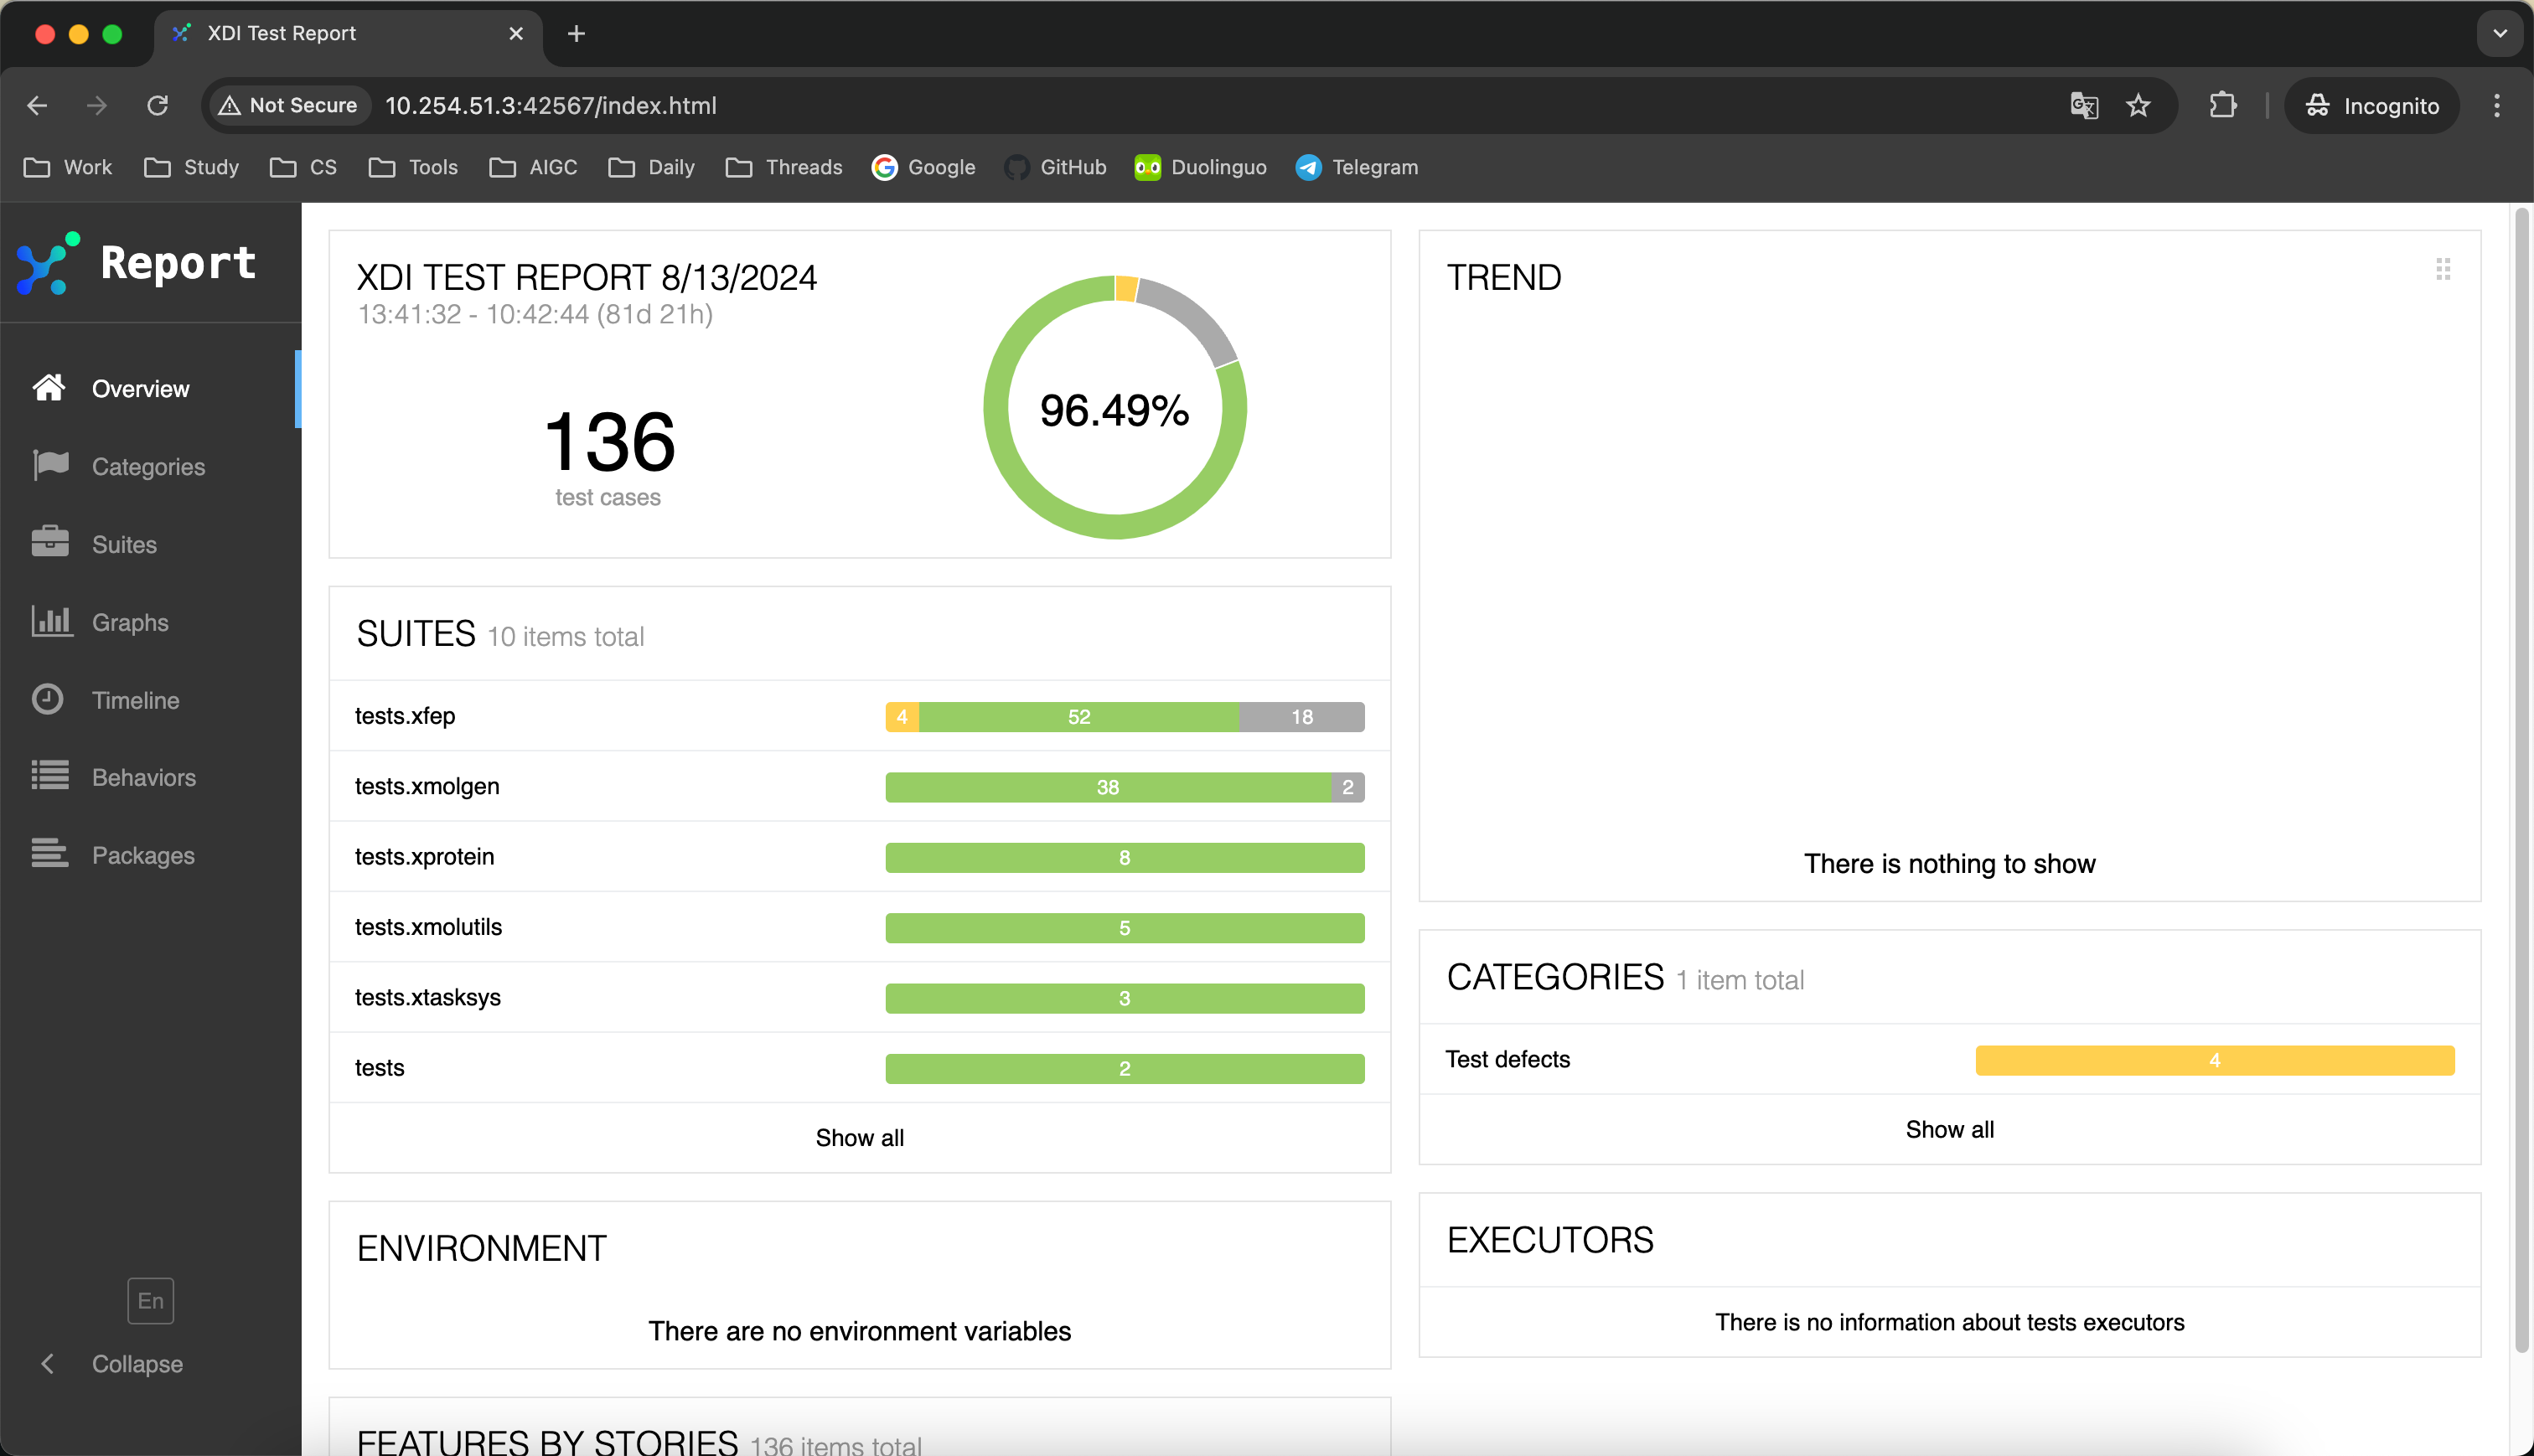 XDI Test Report
Not Secure 10.254.51.3:42567/index.html Incognito
Work Study CS Tools AIGC Daily Threads Google GitHub Duolinguo Telegram
Report
Overview
Categories
Suites
Graphs
Timeline
Behaviors
Packages
En
Collapse
XDI TEST REPORT 8/13/2024
13:41:32 - 10:42:44 (81d 21h)
136
test cases
96.49%
SUITES 10 items total
tests.xfep 4 52 18
tests.xmolgen 38 2
tests.xprotein 8
tests.xmolutils 5
tests.xtasksys 3
tests 2
Show all
ENVIRONMENT
There are no environment variables
FEATURES BY STORIES 136 items total
TREND
There is nothing to show
CATEGORIES 1 item total
Test defects 4
Show all
EXECUTORS
There is no information about tests executors